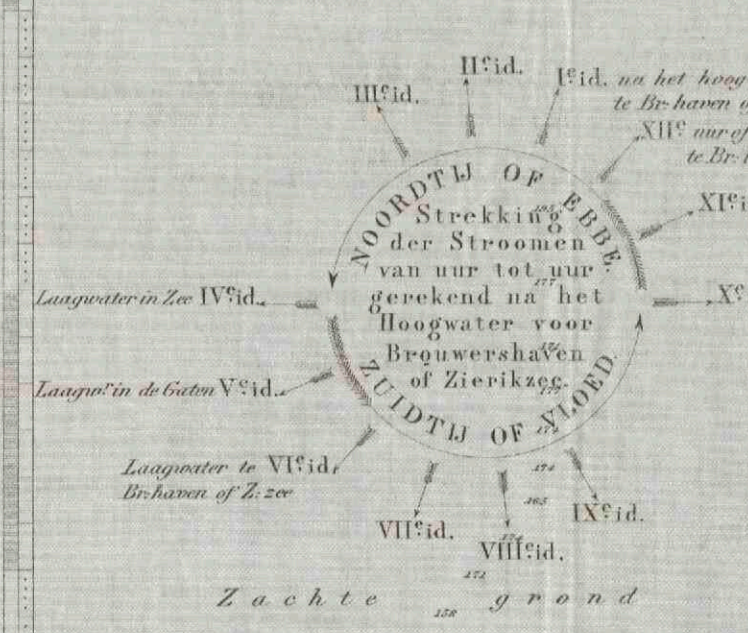 IIe id.
Ie id. na het hoog
te Br:haven
IIIe id.
XIIe uur of
te Br:
XIe i
NOORDTIJ OF EBBE.
Strekking
der Stroomen
van uur tot uur
gerekend na het
Hoogwater voor
Brouwershaven
of Zierikzee.
ZUIDTIJ OF VLOED.
177
Laagwater in Zee IVe id.
Xe
Laagwr. in de Gaten Ve id.
Laagwater te VIe id.
Br:haven of Z:zee
174
165
VIIe id.
VIIIe id.
IXe id.
172
Zachte grond
158